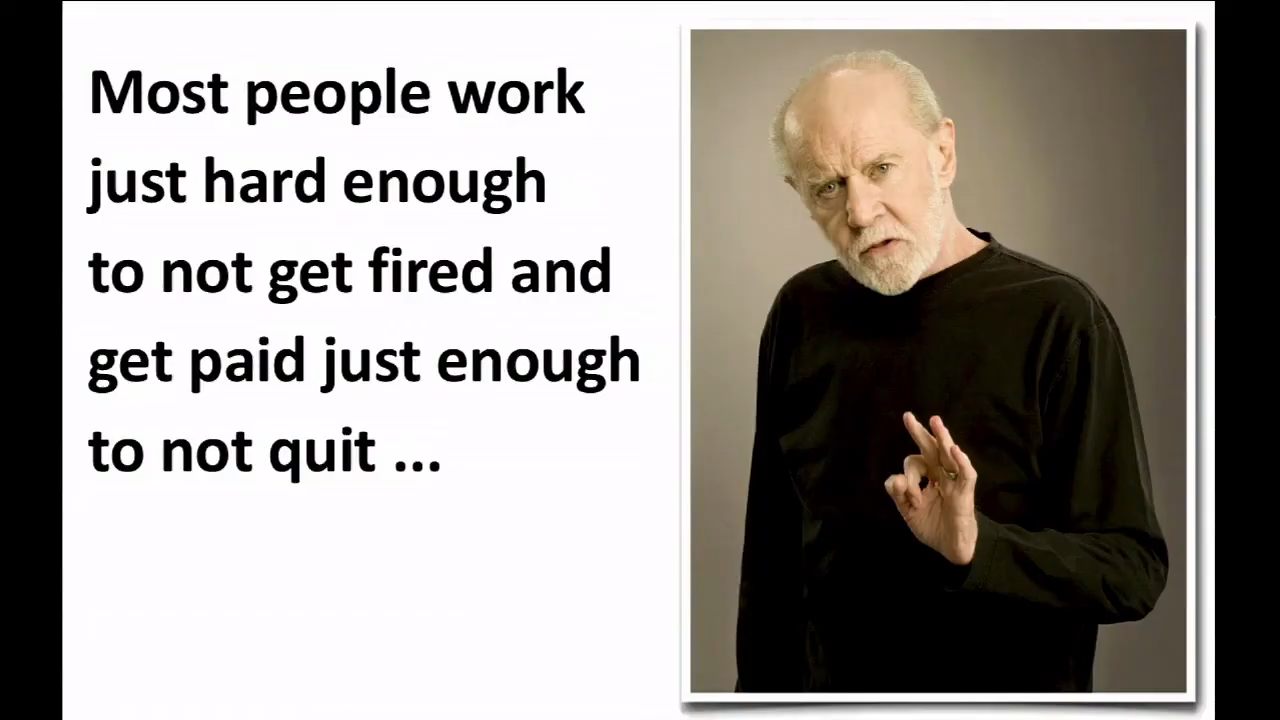 Most people work
just hard enough
to not get fired and
get paid just enough
to not quit ...